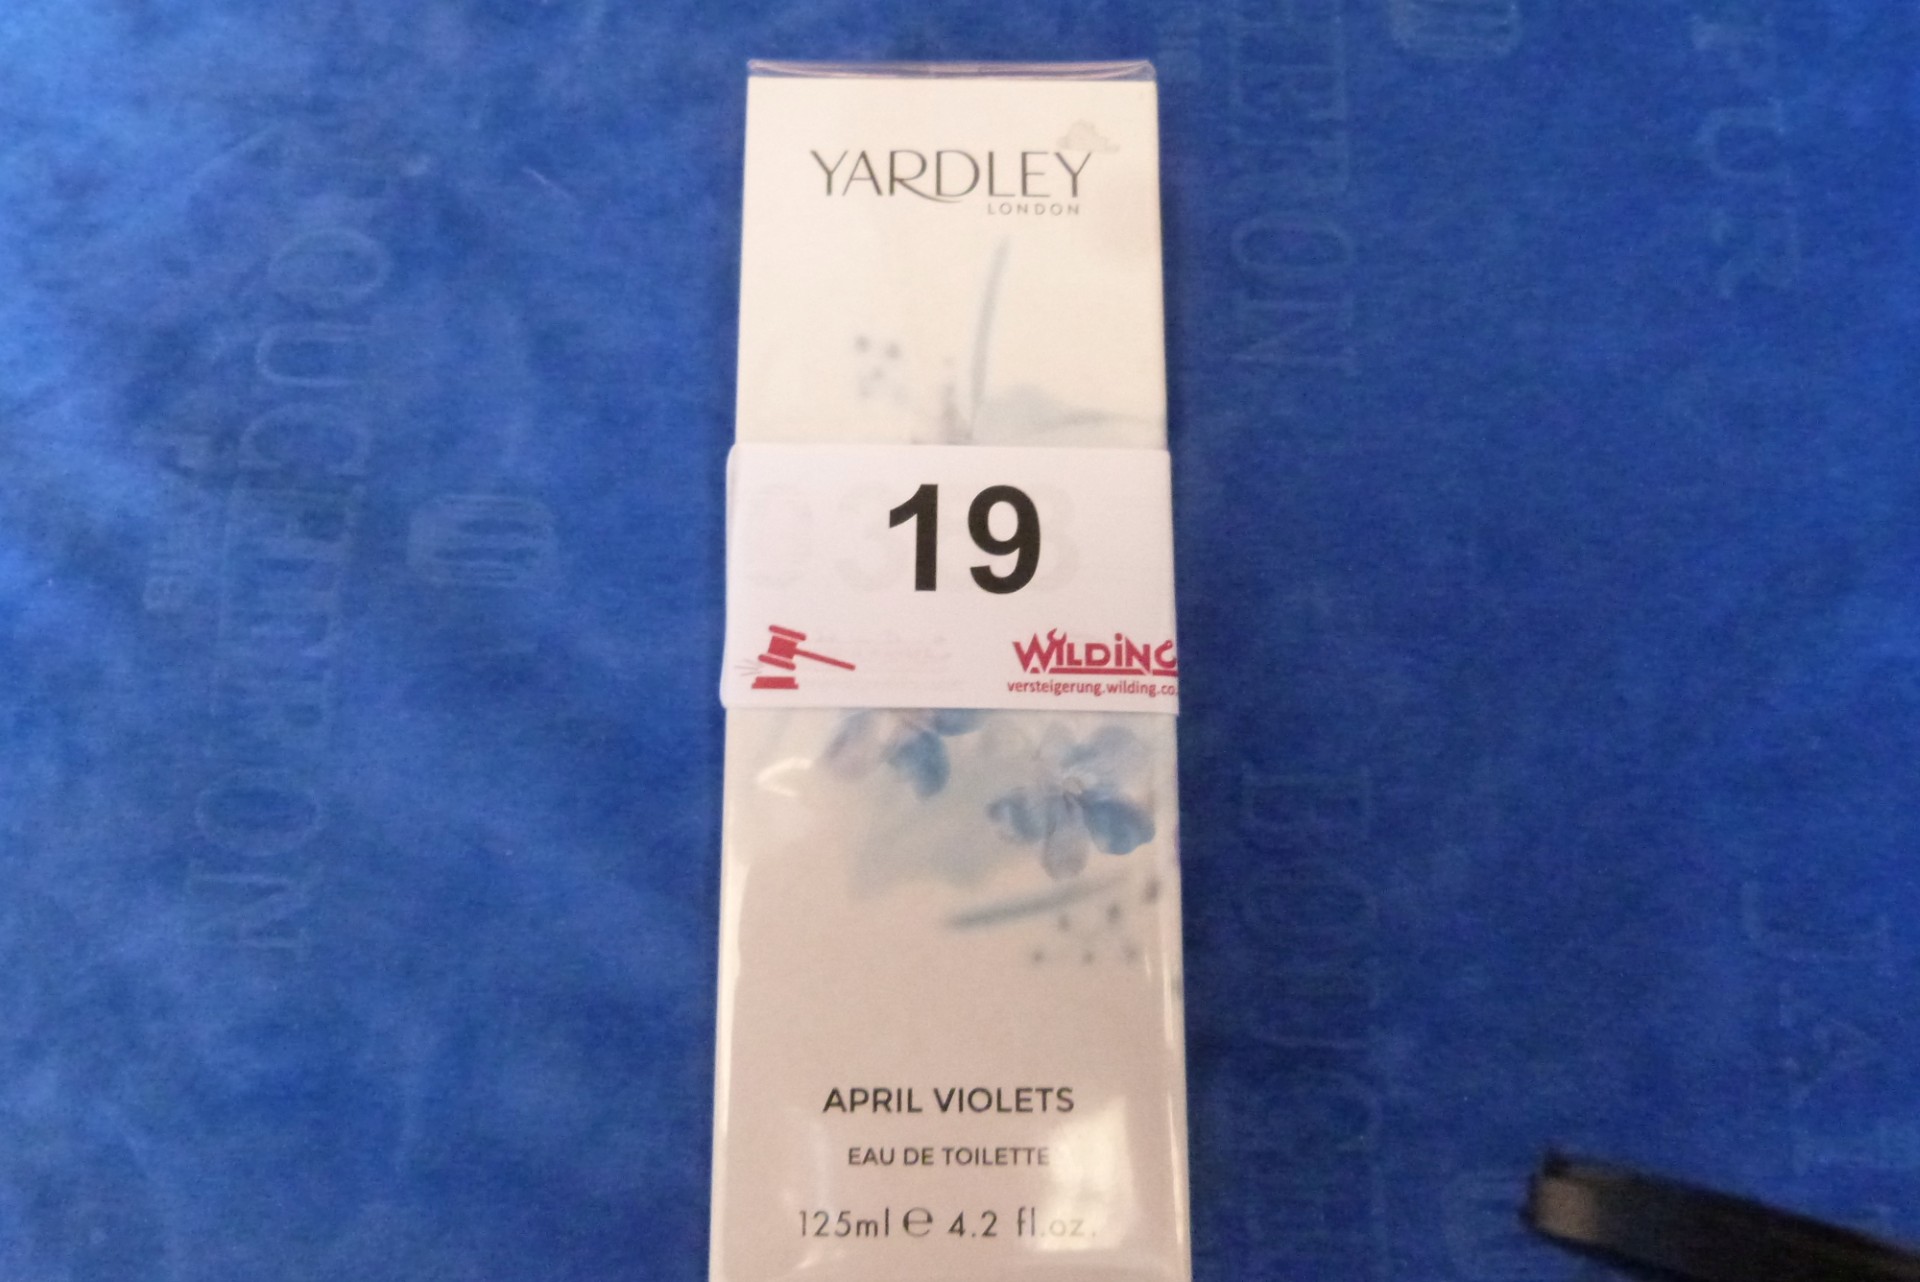 YARDLEY
LONDON
19
WILDING
versteigerung.wilding.co.
APRIL VIOLETS
EAU DE TOILETTE
125ml ℮ 4.2 fl.oz.